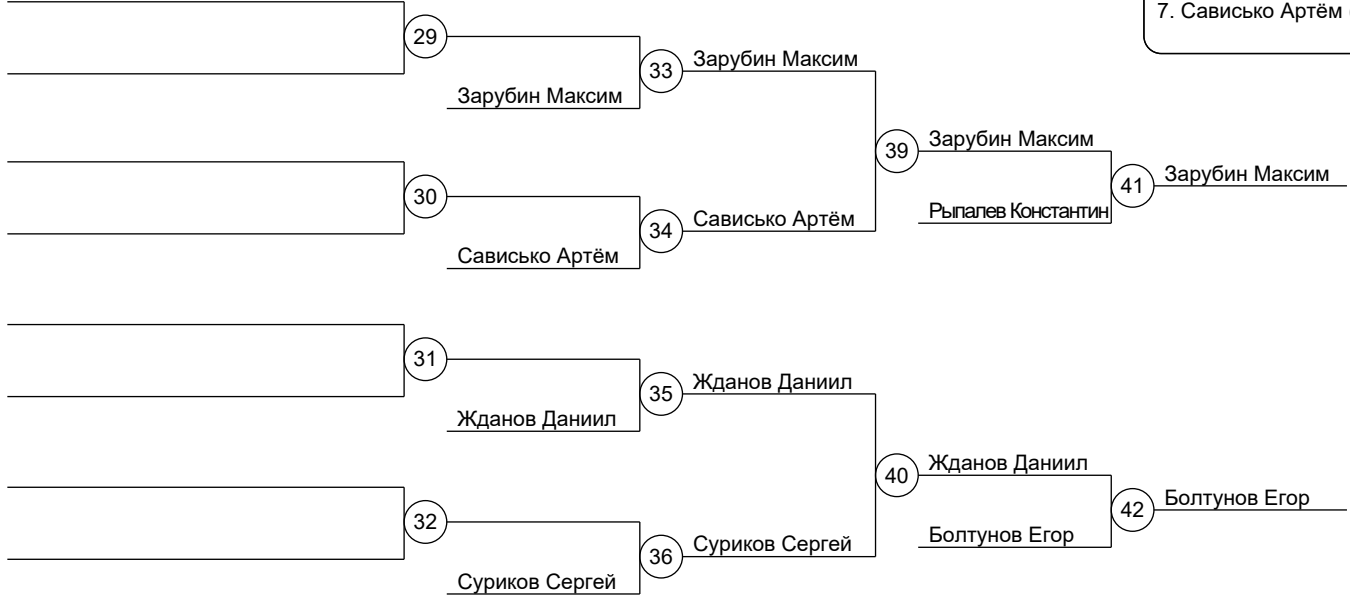 7. Сависько Артём
29
Зарубин Максим
33
Зарубин Максим
Зарубин Максим
39
41
Зарубин Максим
30
Рыпалев Константин
Сависько Артём
34
Сависько Артём
31
Жданов Даниил
35
Жданов Даниил
Жданов Даниил
40
Болтунов Егор
42
32
Суриков Сергей
Болтунов Егор
36
Суриков Сергей